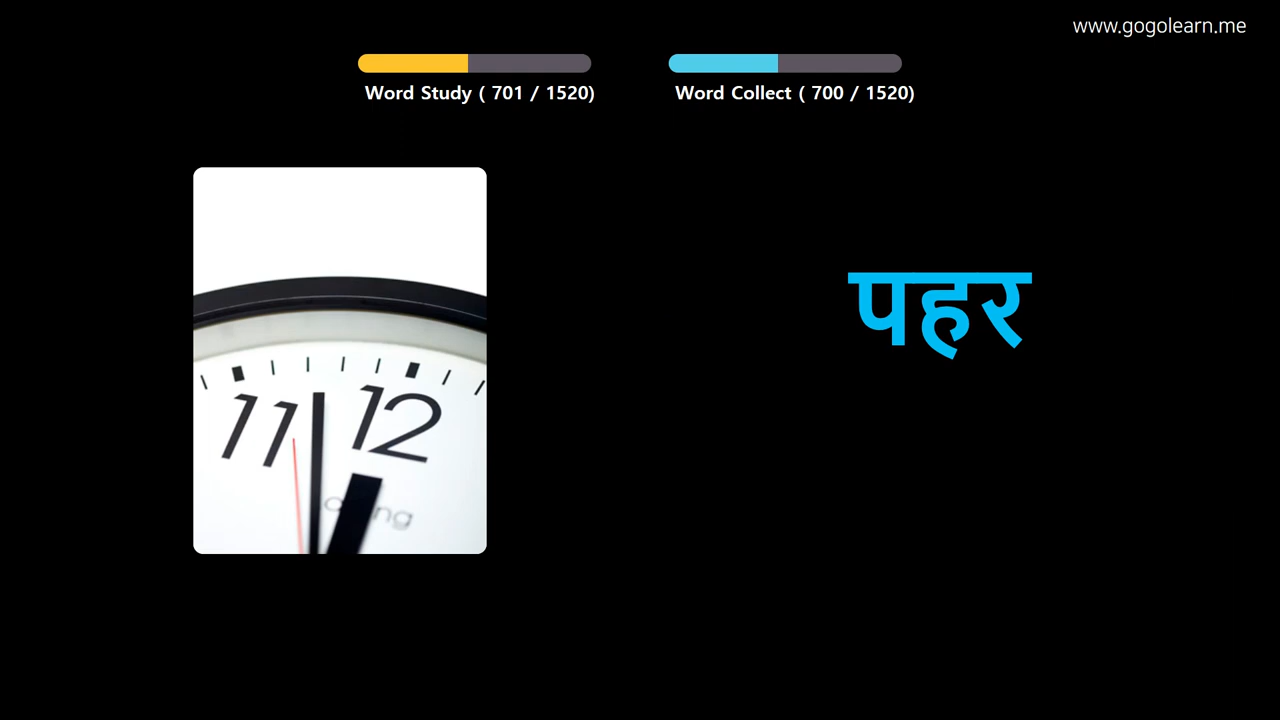 www.gogolearn.me
Word Study ( 701 / 1520)
Word Collect ( 700 / 1520)
पहर
11 12